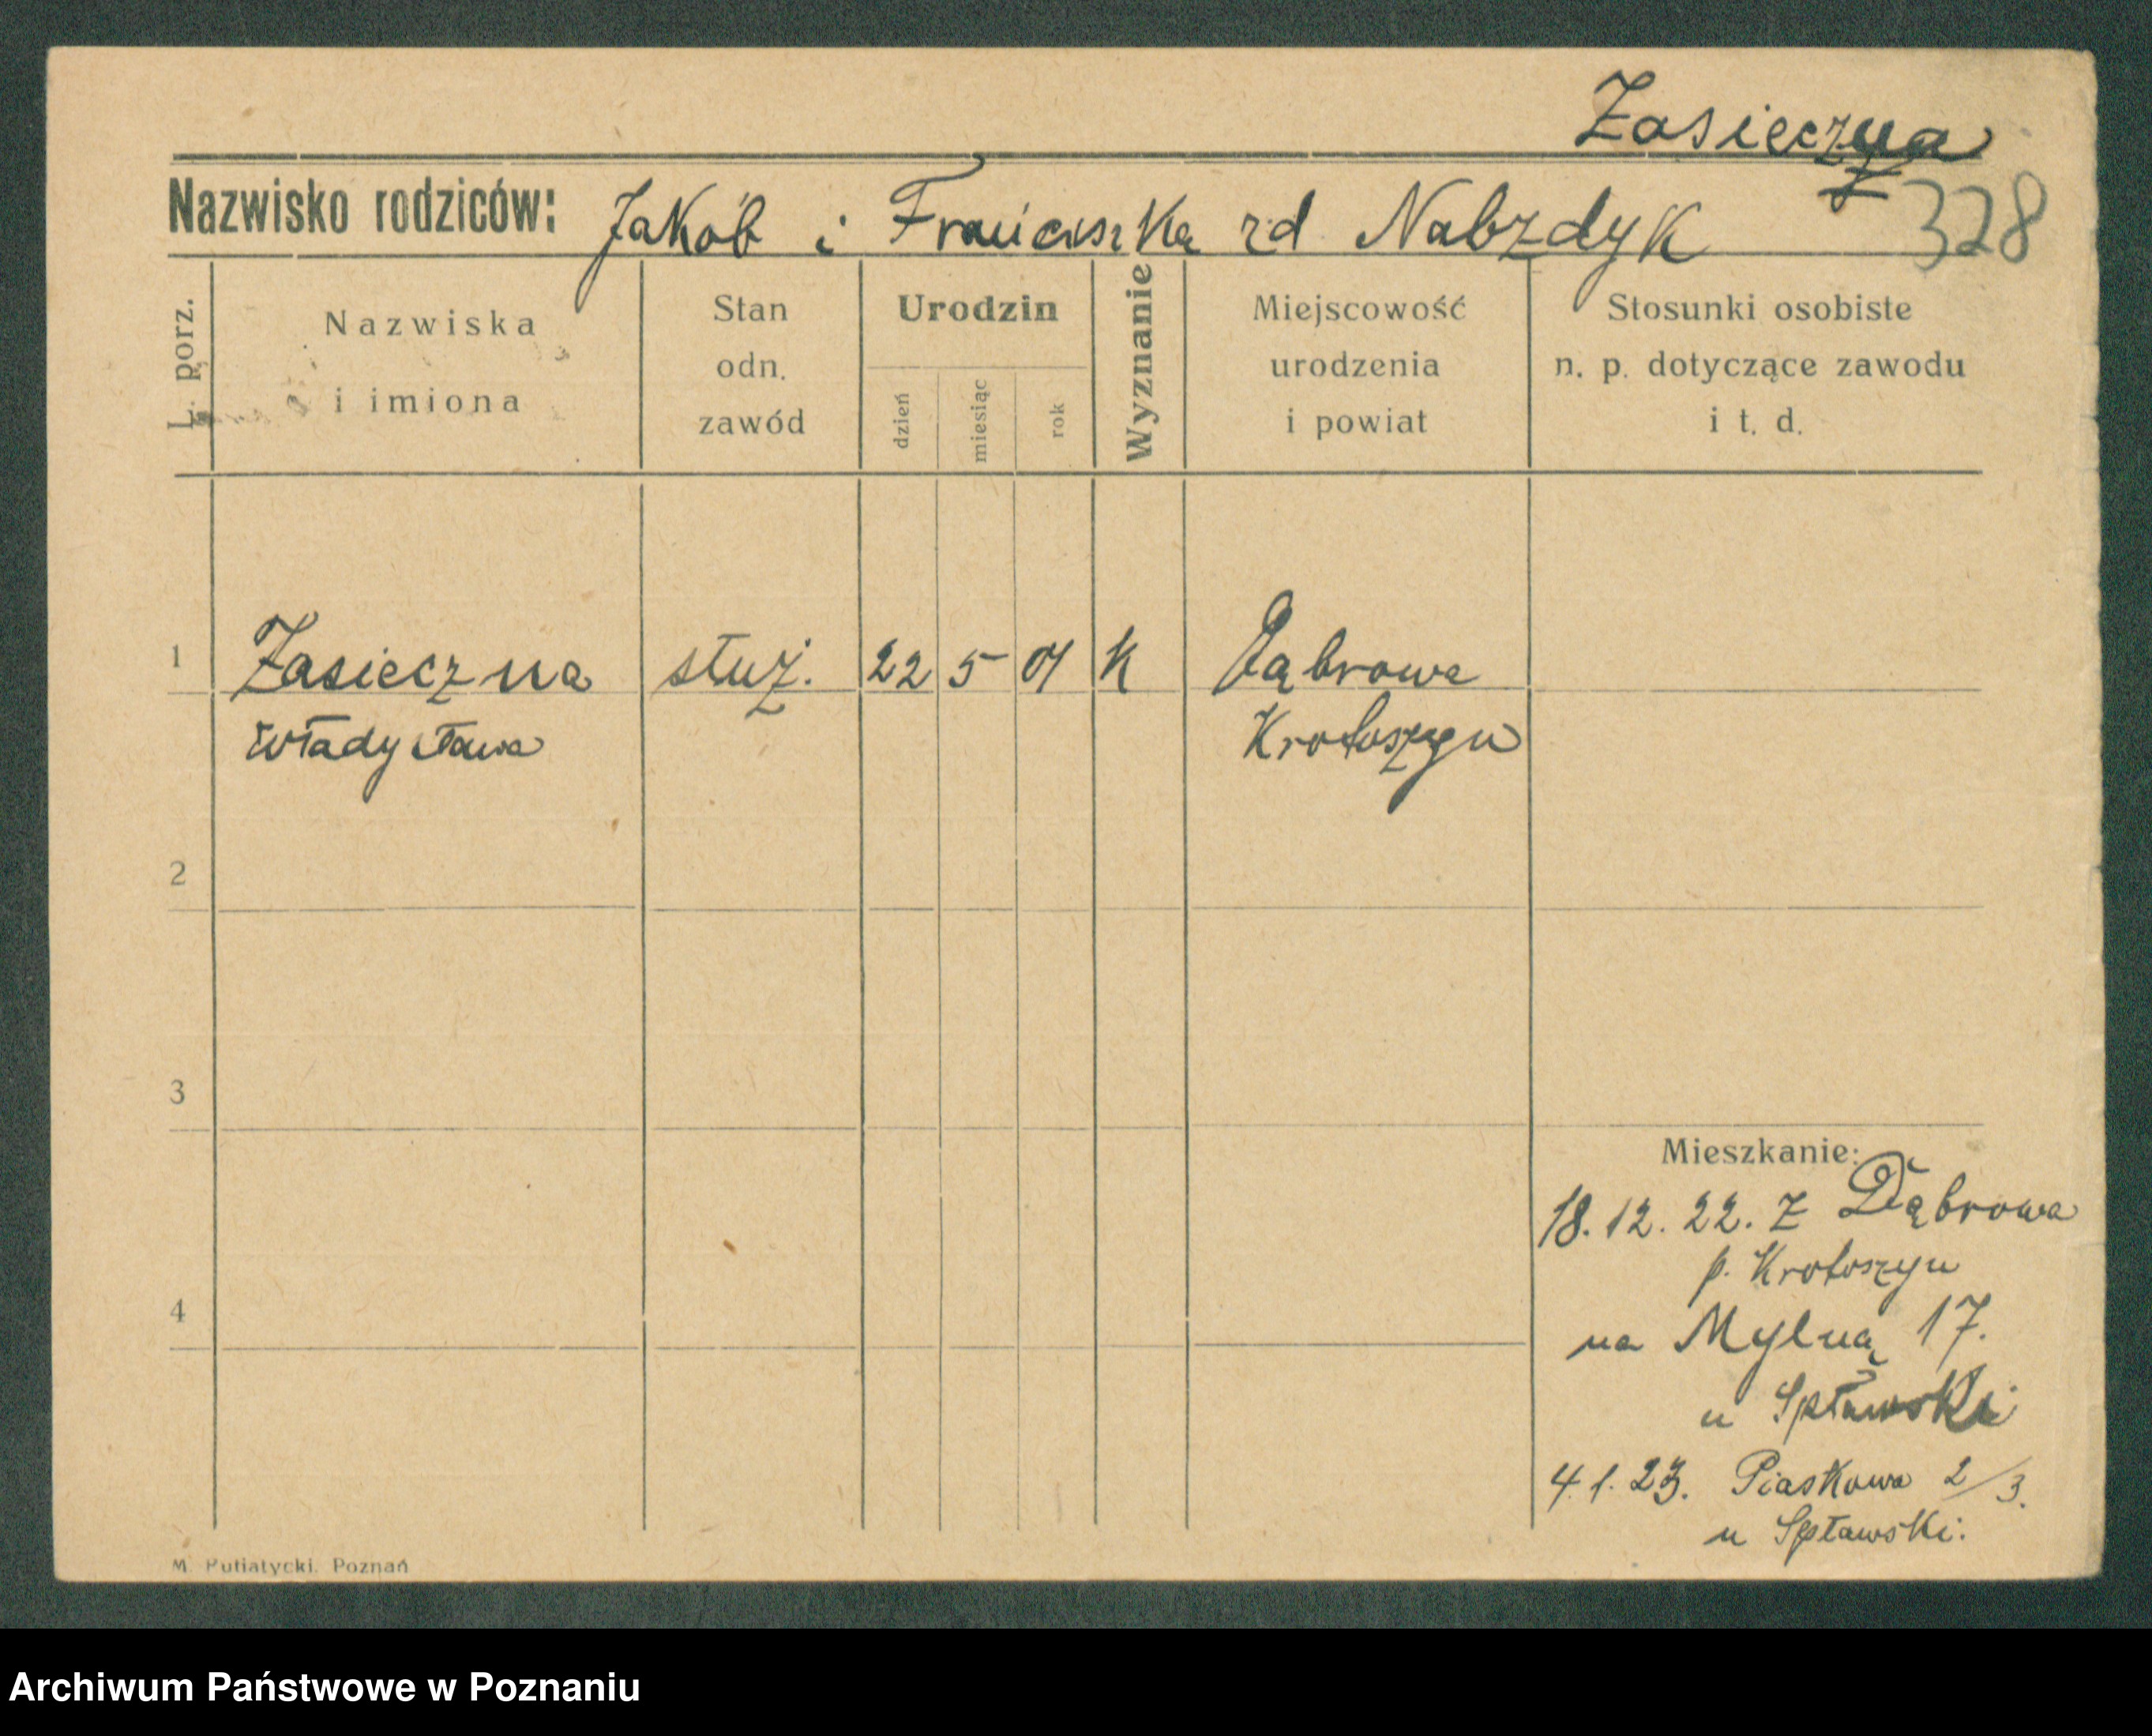 Zasieczna
Nazwisko rodziców: Jakób i Franciszka rd Nabzdyk
328
L. porz.
Nazwiska i imiona
Stan odn. zawód
Urodzin
dzień
miesiąc
rok
Wyznanie
Miejscowość urodzenia i powiat
Stosunki osobiste n. p. dotyczące zawodu i t. d.
1 Zasieczna służ. 22 5 01 K Dąbrowa
Władysława Krotoszyn
2
3
4
Mieszkanie:
18.12.22. Z Dąbrowa
p. Krotoszyn
na Mylną 17.
u Spławski
4.1.23. Piaskowa 2/3.
u Spławski.
M. Putiatycki. Poznań
Archiwum Państwowe w Poznaniu